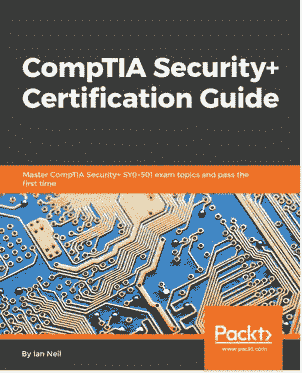 CompTIA Security+
Certification Guide
Master CompTIA Security+ SY0-501 exam topics and pass the
first time
By Ian Neil
Packt>
www.packt.com